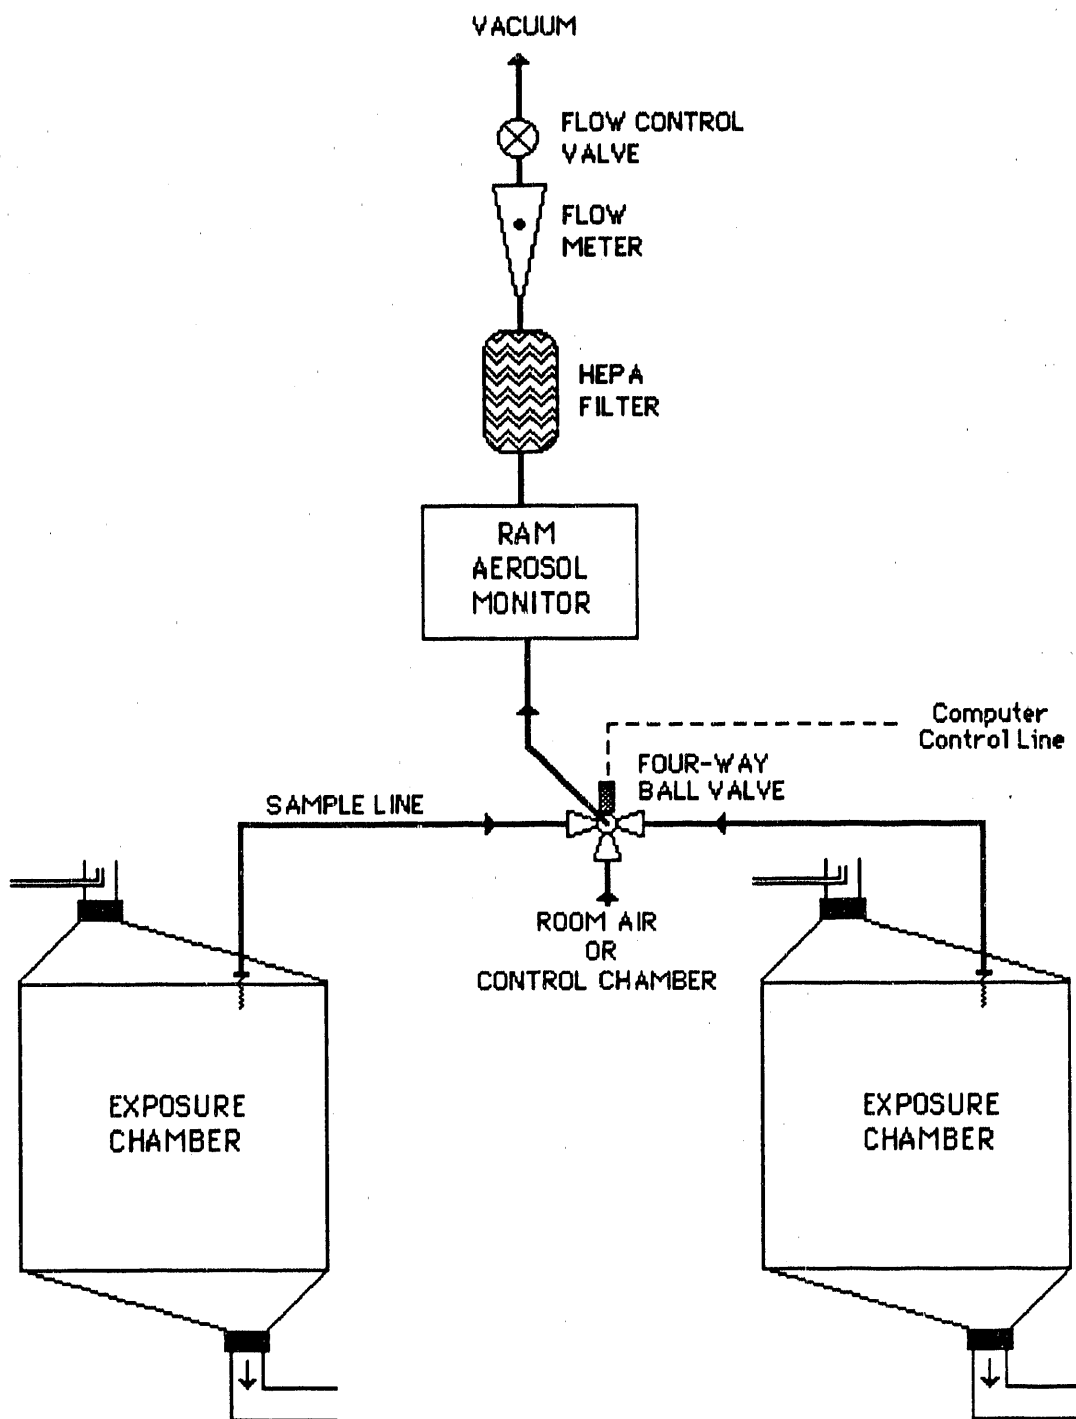 VACUUM
FLOW CONTROL
VALVE
FLOW
METER
HEPA
FILTER
RAM
AEROSOL
MONITOR
Computer
Control Line
FOUR-WAY
BALL VALVE
SAMPLE LINE
ROOM AIR
OR
CONTROL CHAMBER
EXPOSURE
CHAMBER
EXPOSURE
CHAMBER